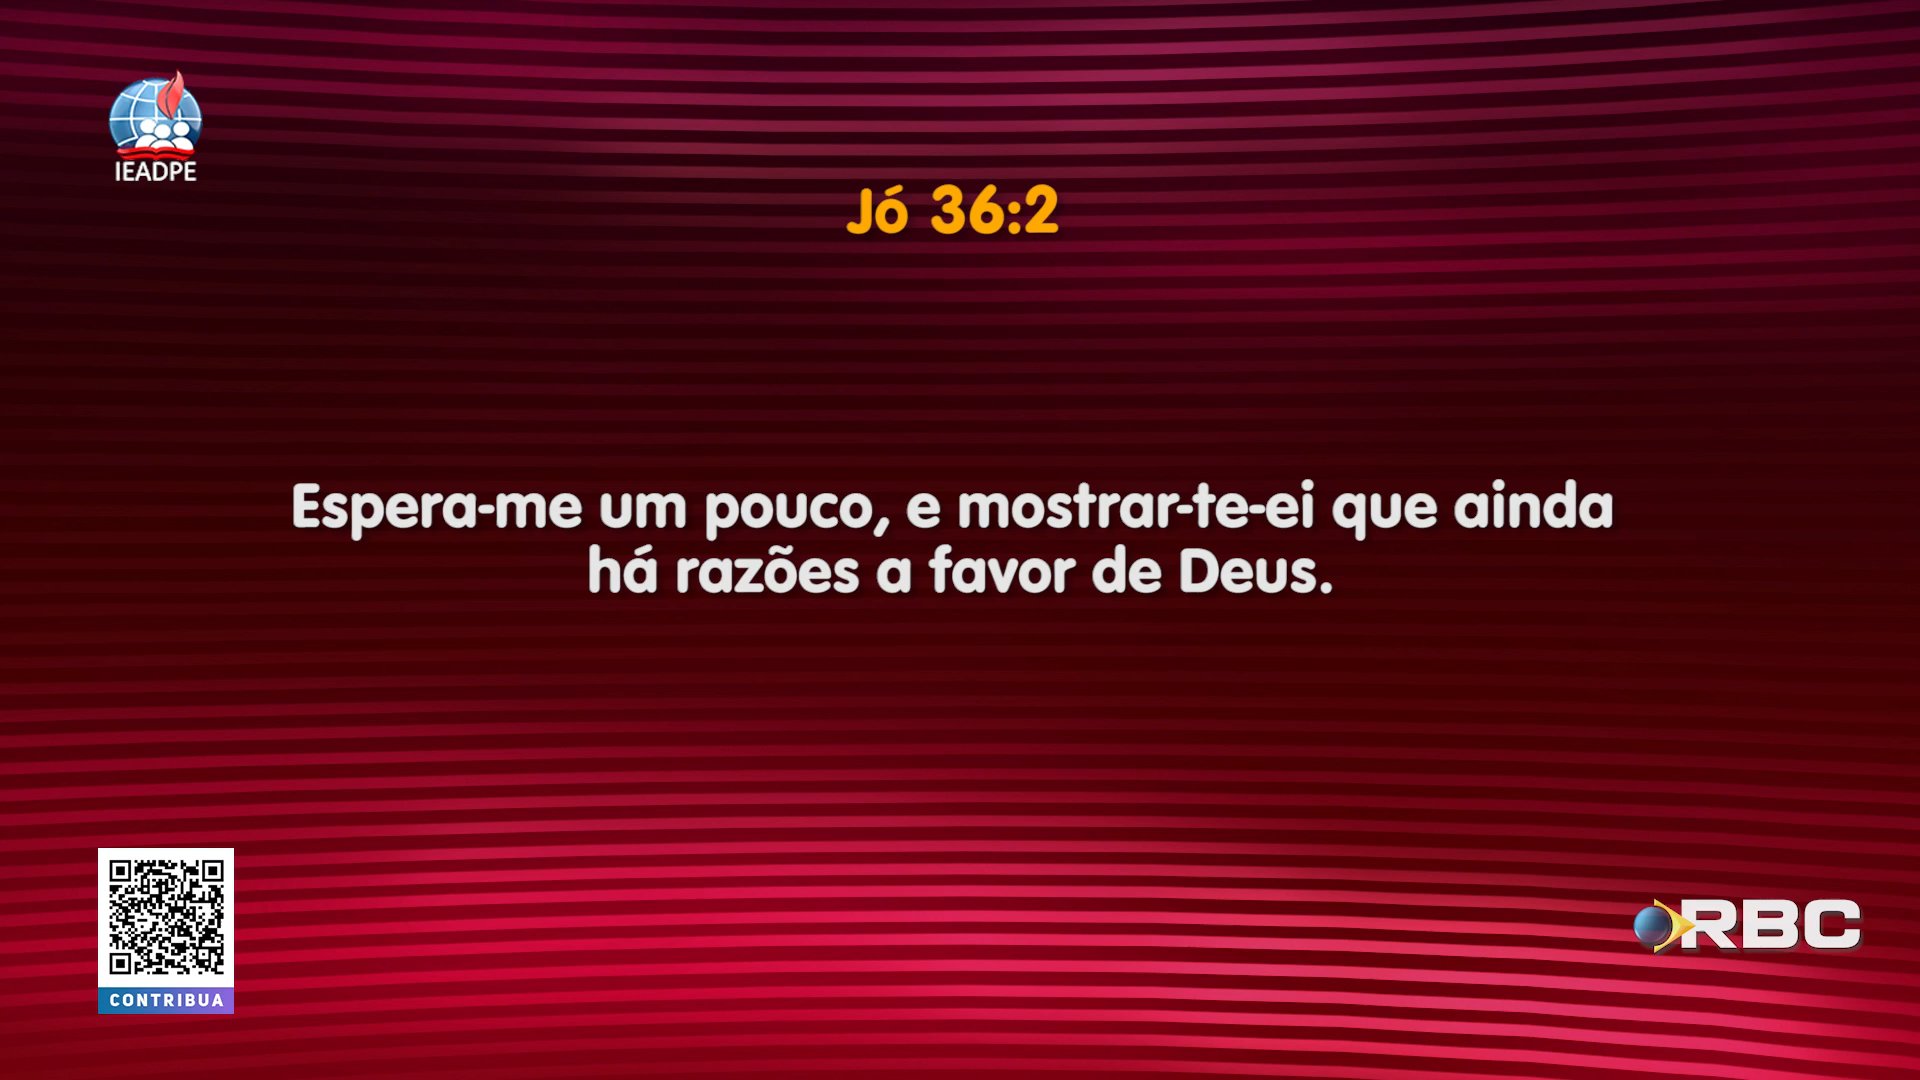 IEADPE
Jó 36:2
Espera-me um pouco, e mostrar-te-ei que ainda
há razões a favor de Deus.
RBC
CONTRIBUA